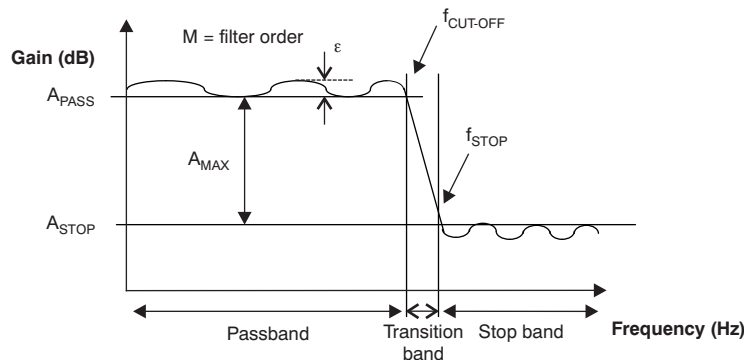 M = filter order
ε
f_CUT-OFF
Gain (dB)
A_PASS
f_STOP
A_MAX
A_STOP
Passband
Transition
band
Stop band
Frequency (Hz)